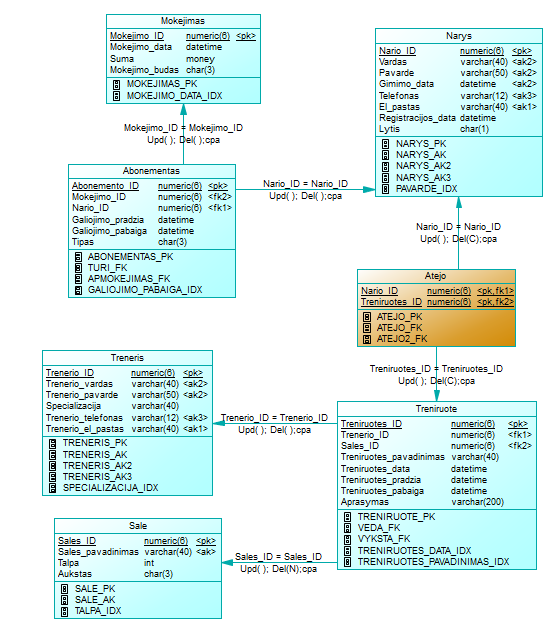 Mokejimas
Mokejimo_ID numeric(6) <pk>
Mokejimo_data datetime
Suma money
Mokejimo_budas char(3)
MOKEJIMAS_PK
MOKEJIMO_DATA_IDX
Narys
Nario_ID numeric(6) <pk>
Vardas varchar(40) <ak2>
Pavarde varchar(50) <ak2>
Gimimo_data datetime <ak2>
Telefonas varchar(12) <ak3>
El_pastas varchar(40) <ak1>
Registracijos_data datetime
Lytis char(1)
NARYS_PK
NARYS_AK
NARYS_AK2
NARYS_AK3
PAVARDE_IDX
Mokejimo_ID = Mokejimo_ID
Upd( ); Del( );cpa
Abonementas
Abonemento_ID numeric(6) <pk>
Mokejimo_ID numeric(6) <fk2>
Nario_ID numeric(6) <fk1>
Galiojimo_pradzia datetime
Galiojimo_pabaiga datetime
Tipas char(3)
ABONEMENTAS_PK
TURI_FK
APMOKEJIMAS_FK
GALIOJIMO_PABAIGA_IDX
Nario_ID = Nario_ID
Upd( ); Del( );cpa
Nario_ID = Nario_ID
Upd( ); Del(C);cpa
Atejo
Nario_ID numeric(6) <pk,fk1>
Treniruotes_ID numeric(6) <pk,fk2>
ATEJO_PK
ATEJO_FK
ATEJO2_FK
Treniruotes_ID = Treniruotes_ID
Upd( ); Del(C);cpa
Treneris
Trenerio_ID numeric(6) <pk>
Trenerio_vardas varchar(40) <ak2>
Trenerio_pavarde varchar(50) <ak2>
Specializacija varchar(40)
Trenerio_telefonas varchar(12) <ak3>
Trenerio_el_pastas varchar(40) <ak1>
TRENERIS_PK
TRENERIS_AK
TRENERIS_AK2
TRENERIS_AK3
SPECIALIZACIJA_IDX
Trenerio_ID = Trenerio_ID
Upd( ); Del( );cpa
Treniruote
Treniruotes_ID numeric(6) <pk>
Trenerio_ID numeric(6) <fk1>
Sales_ID numeric(6) <fk2>
Treniruotes_pavadinimas varchar(40)
Treniruotes_data datetime
Treniruotes_pradzia datetime
Treniruotes_pabaiga datetime
Aprasymas varchar(200)
TRENIRUOTE_PK
VEDA_FK
VYKSTA_FK
TRENIRUOTES_DATA_IDX
TRENIRUOTES_PAVADINIMAS_IDX
Sale
Sales_ID numeric(6) <pk>
Sales_pavadinimas varchar(40) <ak>
Talpa int
Aukstas char(3)
SALE_PK
SALE_AK
TALPA_IDX
Sales_ID = Sales_ID
Upd( ); Del(N);cpa